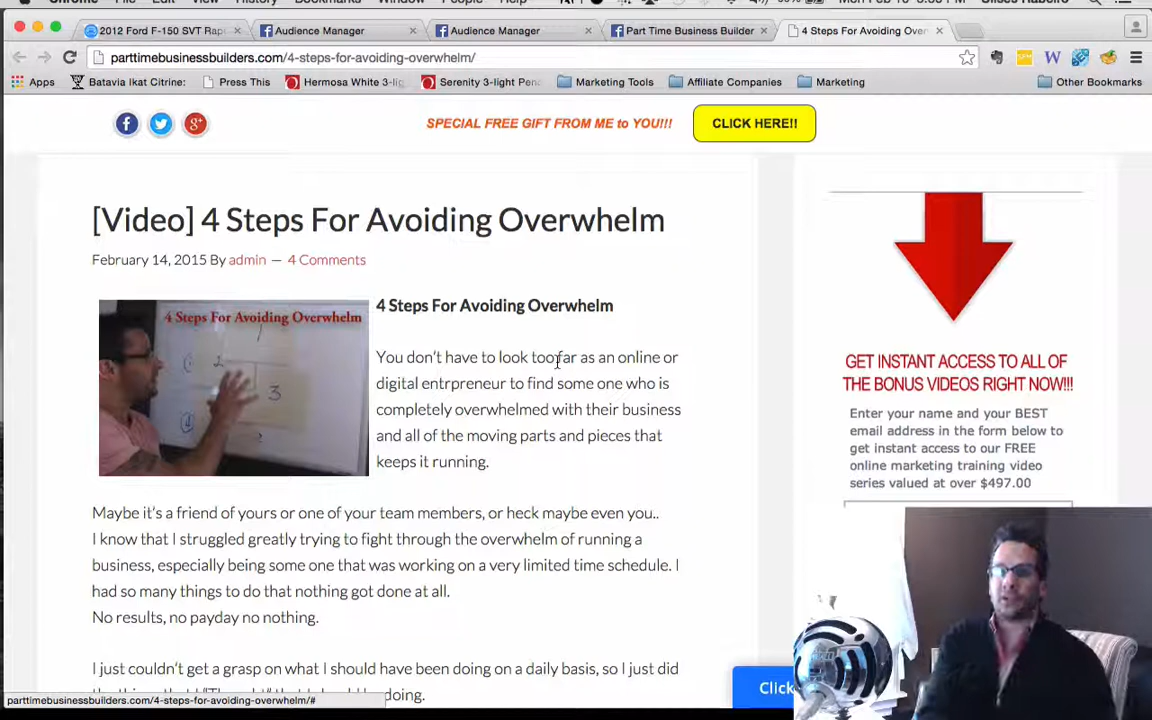 Chrome File Edit View History Bookmarks Window People Help
2012 Ford F-150 SVT Rap
Audience Manager
Audience Manager
Part Time Business Builder
4 Steps For Avoiding Over
parttimebusinessbuilders.com/4-steps-for-avoiding-overwhelm/
Apps
Batavia Ikat Citrine:
Press This
Hermosa White 3-lig
Serenity 3-light Pen
Marketing Tools
Affiliate Companies
Marketing
Other Bookmarks
SPECIAL FREE GIFT FROM ME to YOU!!!
CLICK HERE!!
[Video] 4 Steps For Avoiding Overwhelm
February 14, 2015 By admin — 4 Comments
4 Steps For Avoiding Overwhelm
1
2
3
4 Steps For Avoiding Overwhelm
You don't have to look too far as an online or
digital entrpreneur to find some one who is
completely overwhelmed with their business
and all of the moving parts and pieces that
keeps it running.
Maybe it's a friend of yours or one of your team members, or heck maybe even you..
I know that I struggled greatly trying to fight through the overwhelm of running a
business, especially being some one that was working on a very limited time schedule. I
had so many things to do that nothing got done at all.
No results, no payday no nothing.
I just couldn't get a grasp on what I should have been doing on a daily basis, so I just did
doing.
GET INSTANT ACCESS TO ALL OF
THE BONUS VIDEOS RIGHT NOW!!!
Enter your name and your BEST
email address in the form below to
get instant access to our FREE
online marketing training video
series valued at over $497.00
Click
parttimebusinessbuilders.com/4-steps-for-avoiding-overwhelm/#